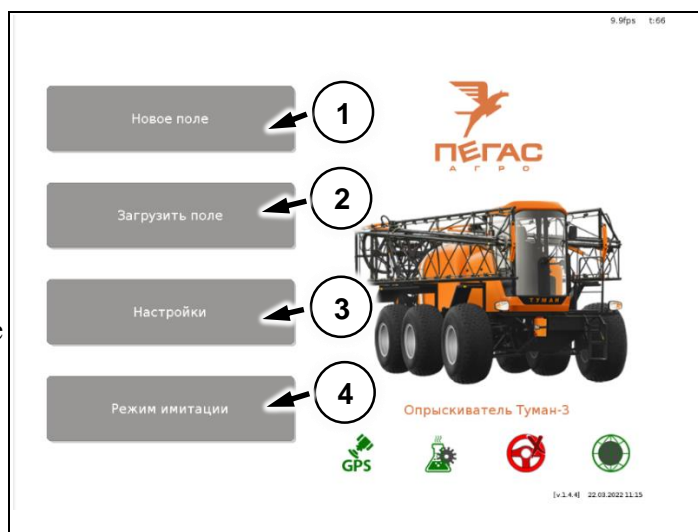 9.9fps t:66
Новое поле
1
ПЕГАС
АГРО
Загрузить поле
2
ТУМАН
Настройки
3
е
Режим имитации
4
Опрыскиватель Туман-3
GPS
[v.1.4.4] 22.03.2022 11:15